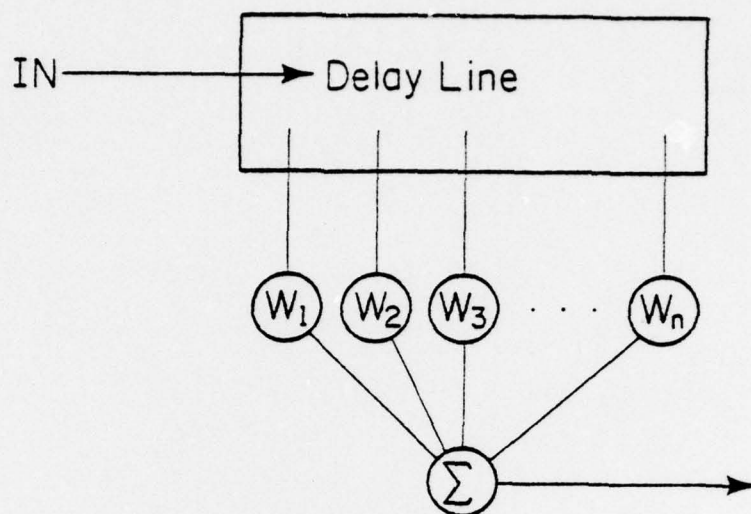 IN Delay Line
W₁ W₂ W₃ . . . Wₙ
Σ